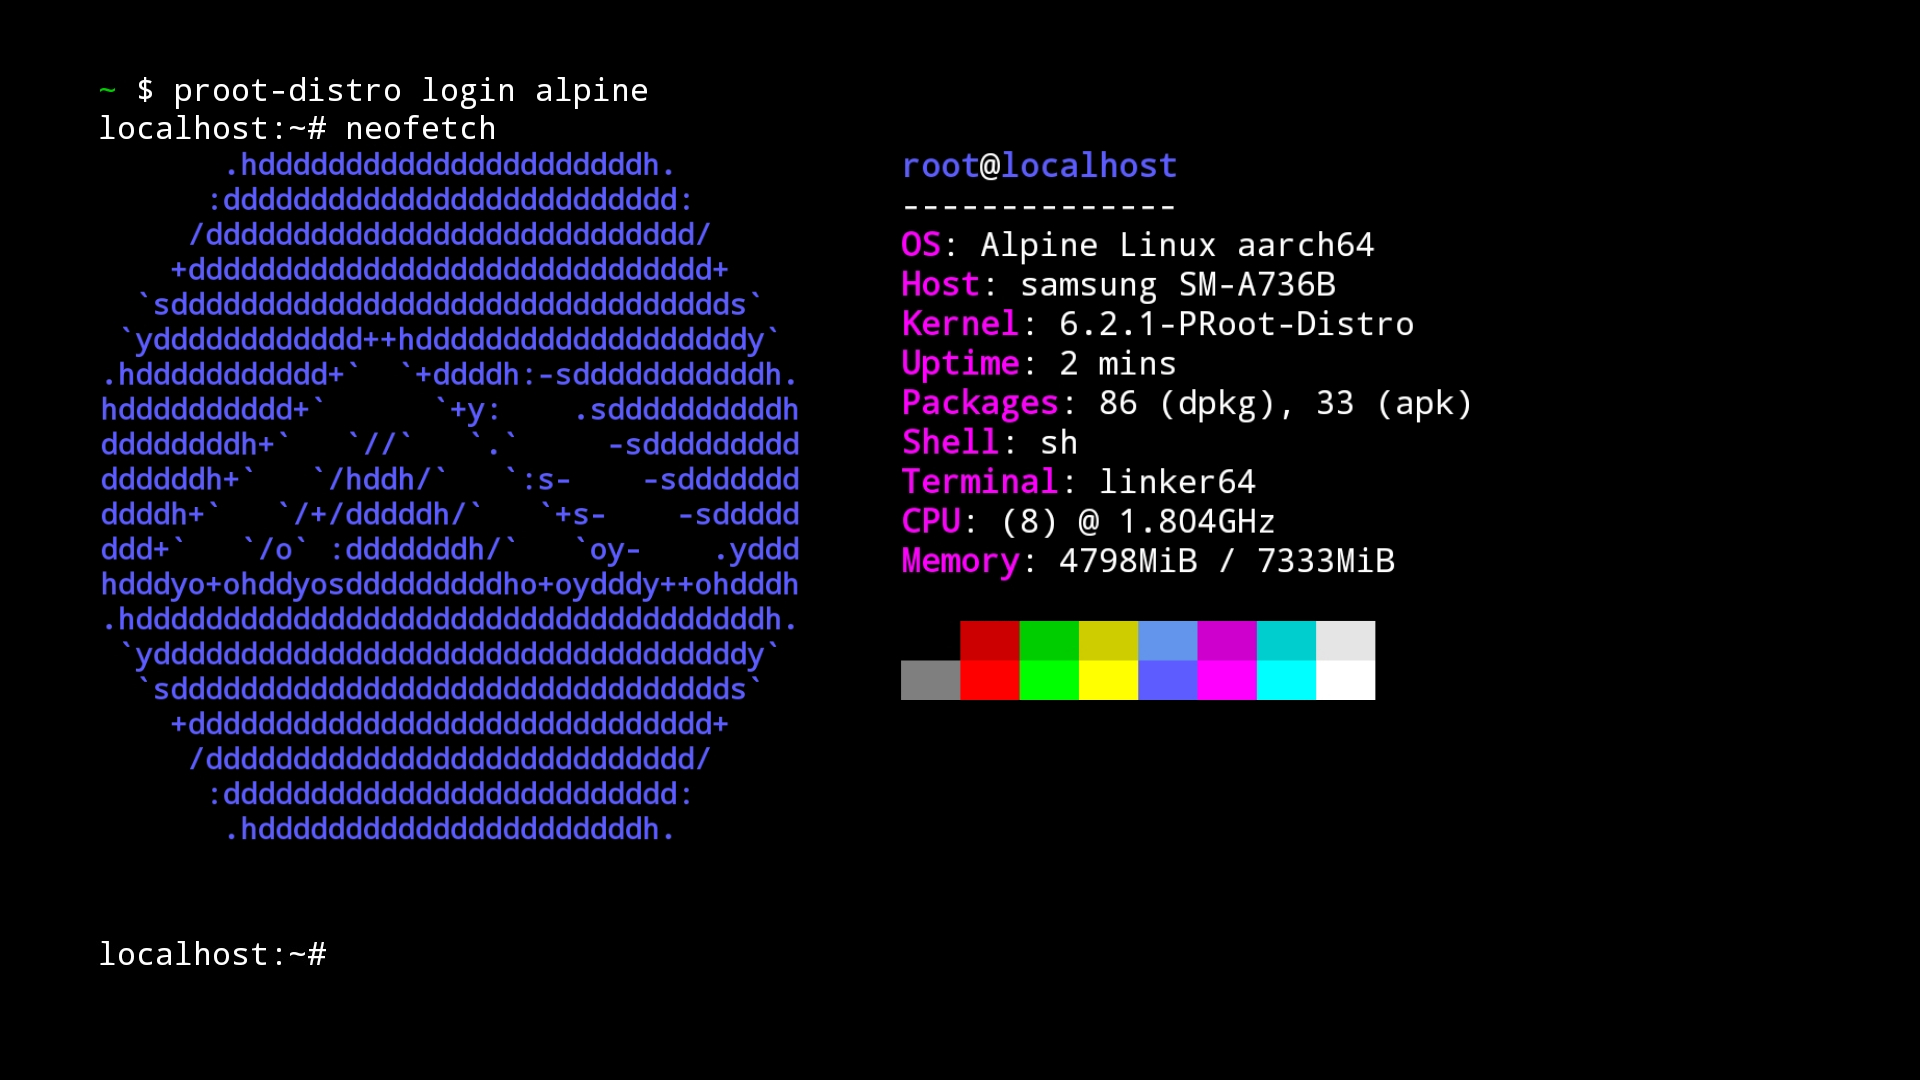 ~ $ proot-distro login alpine
localhost:~# neofetch
       .hddddddddddddddddddddddh.
      :dddddddddddddddddddddddddd:
     /dddddddddddddddddddddddddddd/
    +dddddddddddddddddddddddddddddd+
  `sdddddddddddddddddddddddddddddddds`
 `ydddddddddddd++hdddddddddddddddddddy`
.hddddddddddd+`  `+ddddh:-sdddddddddddh.
hdddddddddd+`      `+y:    .sddddddddddh
ddddddddh+`   `//`   `.`     -sddddddddd
ddddddh+`   `/hddh/`   `:s-    -sddddddd
ddddh+`   `/+/dddddh/`   `+s-    -sddddd
ddd+`   `/o` :dddddddh/`   `oy-    .yddd
hdddyo+ohddyosdddddddddho+oydddy++ohdddh
.hddddddddddddddddddddddddddddddddddddh.
 `yddddddddddddddddddddddddddddddddddy`
  `sdddddddddddddddddddddddddddddddds`
    +dddddddddddddddddddddddddddddd+
     /dddddddddddddddddddddddddddd/
      :dddddddddddddddddddddddddd:
       .hddddddddddddddddddddddh.
root@localhost
--------------
OS: Alpine Linux aarch64
Host: samsung SM-A736B
Kernel: 6.2.1-PRoot-Distro
Uptime: 2 mins
Packages: 86 (dpkg), 33 (apk)
Shell: sh
Terminal: linker64
CPU: (8) @ 1.804GHz
Memory: 4798MiB / 7333MiB
localhost:~#